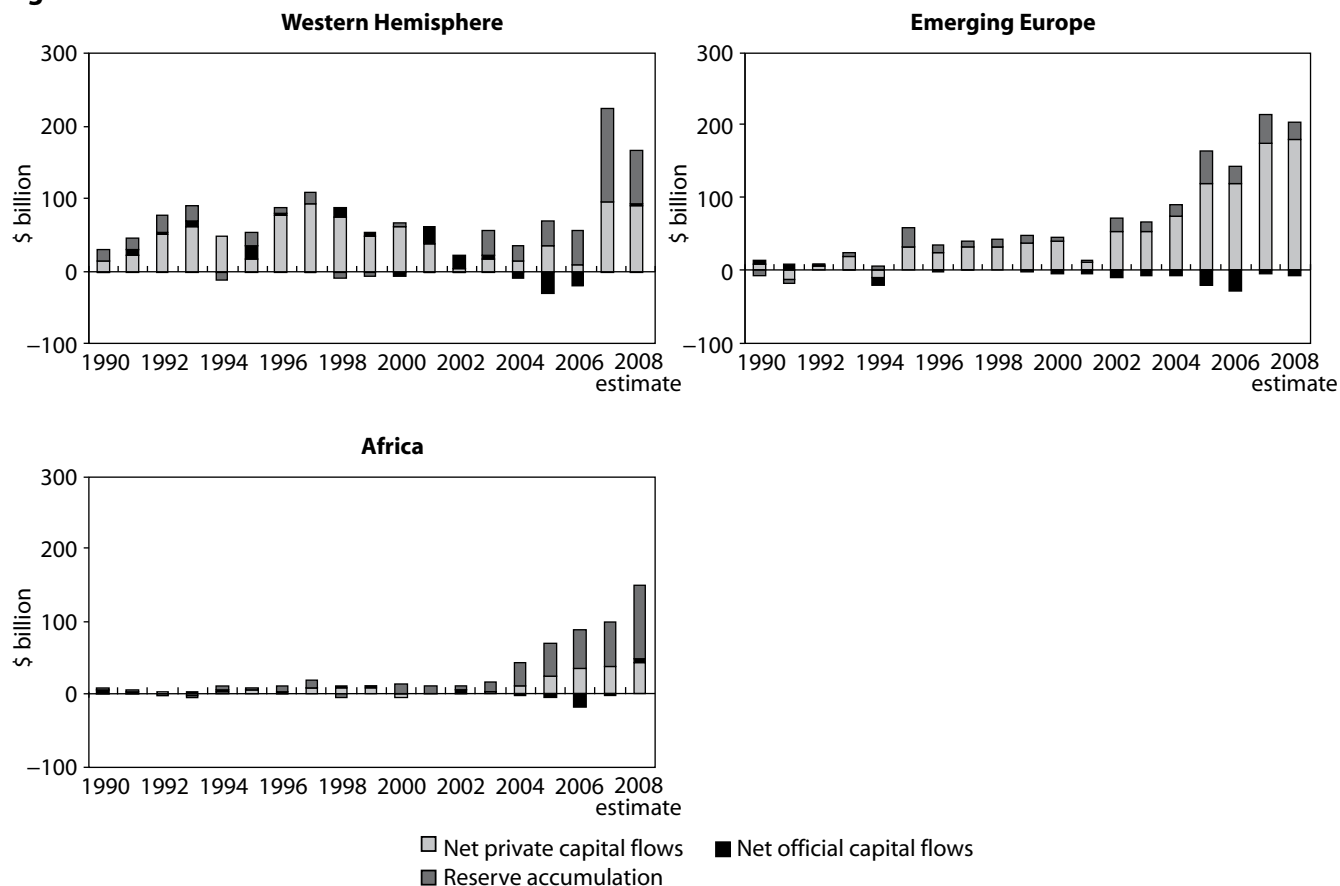 Western Hemisphere
300
200
100
0
−100
$ billion
1990 1992 1994 1996 1998 2000 2002 2004 2006 2008
estimate
Emerging Europe
300
200
100
0
−100
$ billion
1990 1992 1994 1996 1998 2000 2002 2004 2006 2008
estimate
Africa
300
200
100
0
−100
$ billion
1990 1992 1994 1996 1998 2000 2002 2004 2006 2008
estimate
Net private capital flows Net official capital flows
Reserve accumulation